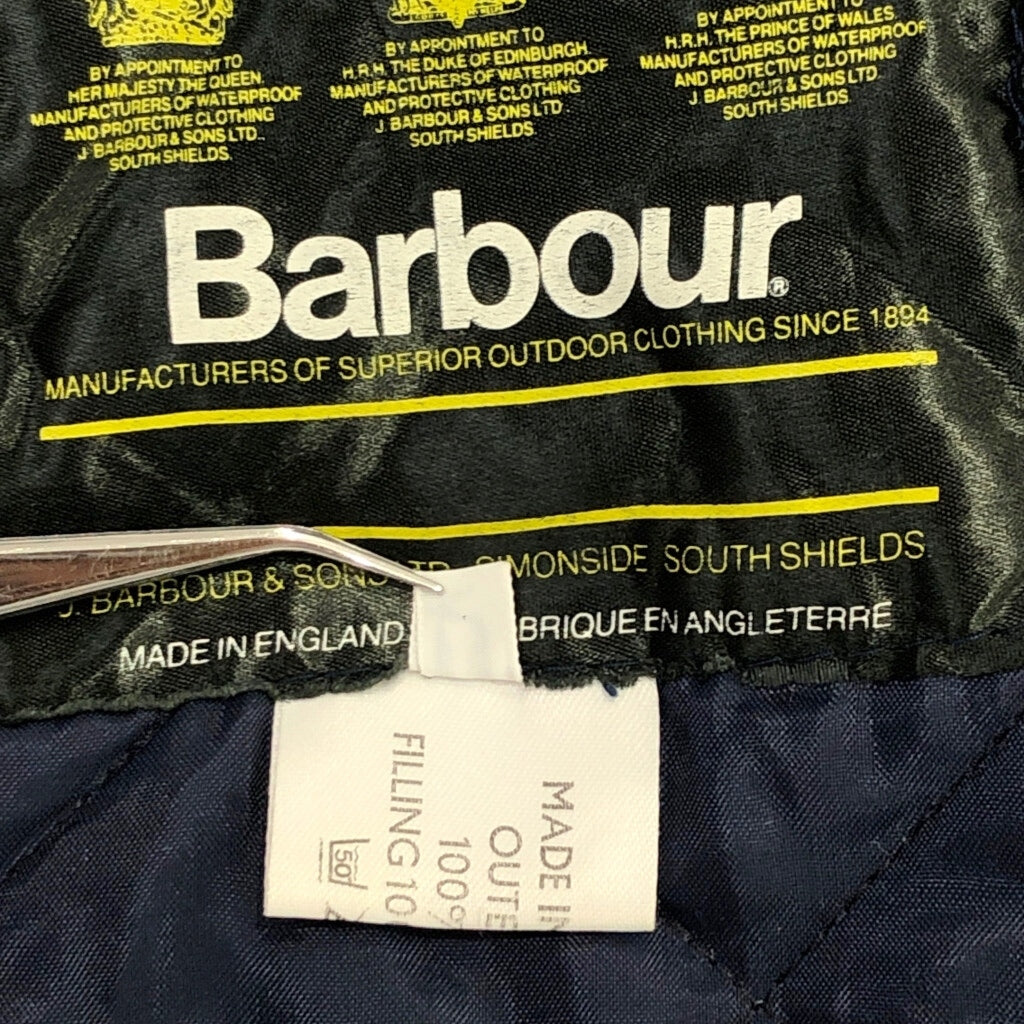 BY APPOINTMENT TO
HER MAJESTY THE QUEEN
MANUFACTURERS OF WATERPROOF
AND PROTECTIVE CLOTHING
J. BARBOUR & SONS LTD.
SOUTH SHIELDS.
BY APPOINTMENT TO
H.R.H. THE DUKE OF EDINBURGH
MANUFACTURERS OF WATERPROOF
AND PROTECTIVE CLOTHING
J. BARBOUR & SONS LTD
SOUTH SHIELDS.
BY APPOINTMENT TO
H.R.H. THE PRINCE OF WALES
MANUFACTURERS OF WATERPROOF
AND PROTECTIVE CLOTHING
J. BARBOUR & SONS LTD
SOUTH SHIELDS
Barbour®
MANUFACTURERS OF SUPERIOR OUTDOOR CLOTHING SINCE 1894
J. BARBOUR & SONS LTD SIMONSIDE SOUTH SHIELDS
MADE IN ENGLAND BRIQUE EN ANGLETERRE
MADE IN
OUTE
100%
FILLING 10
50